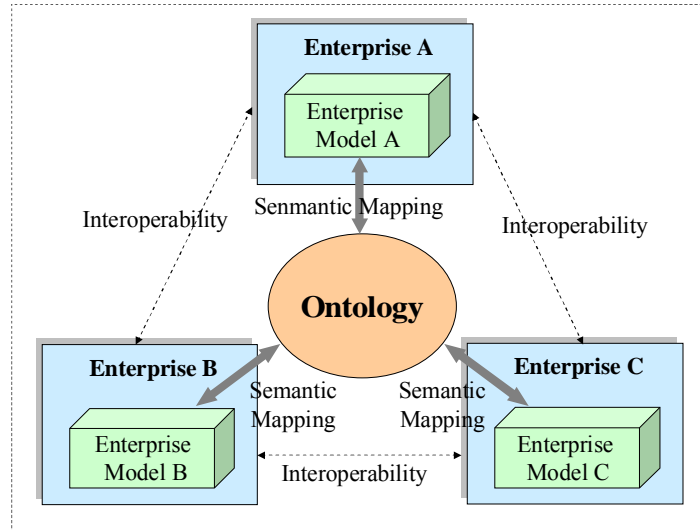 Enterprise A
Enterprise
Model A
Senmantic Mapping
Interoperability
Interoperability
Ontology
Enterprise B
Semantic
Mapping
Enterprise
Model B
Semantic
Mapping
Enterprise C
Enterprise
Model C
Interoperability